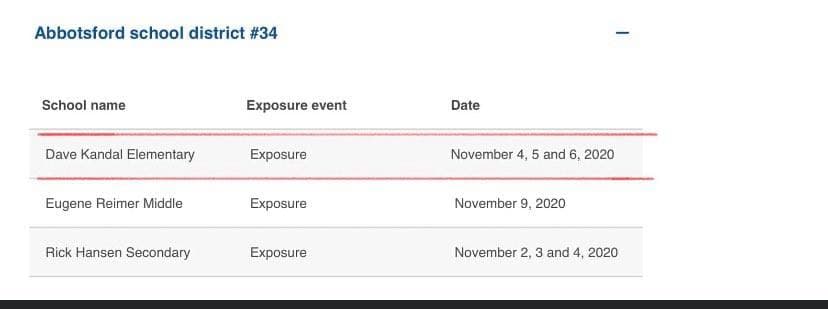 Abbotsford school district #34
School name Exposure event Date
Dave Kandal Elementary Exposure November 4, 5 and 6, 2020
Eugene Reimer Middle Exposure November 9, 2020
Rick Hansen Secondary Exposure November 2, 3 and 4, 2020